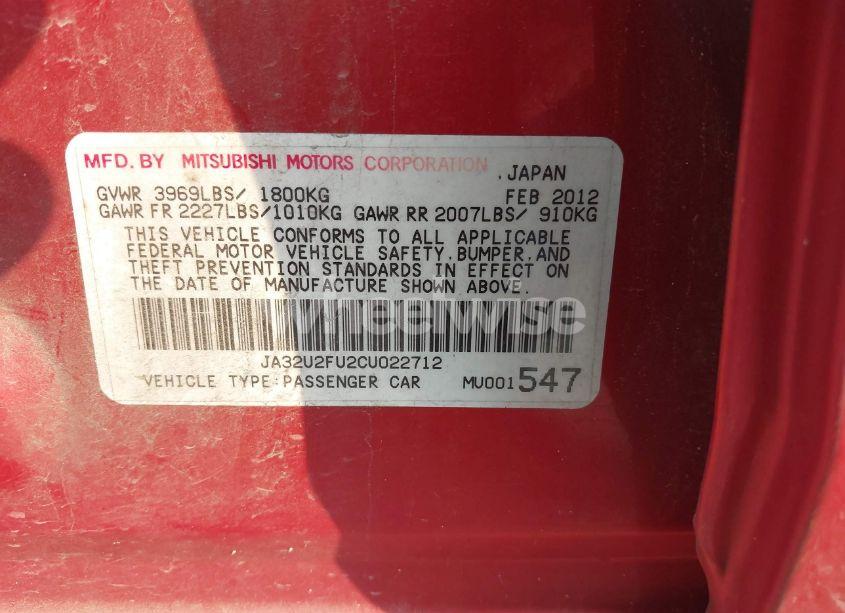 MFD. BY MITSUBISHI MOTORS CORPORATION .JAPAN
GVWR 3969LBS/ 1800KG FEB 2012
GAWR FR 2227LBS/1010KG GAWR RR 2007LBS/ 910KG
THIS VEHICLE CONFORMS TO ALL APPLICABLE
FEDERAL MOTOR VEHICLE SAFETY,BUMPER,AND
THEFT PREVENTION STANDARDS IN EFFECT ON
THE DATE OF MANUFACTURE SHOWN ABOVE.
wheelwise
JA32U2FU2CU022712
VEHICLE TYPE:PASSENGER CAR MU001 547